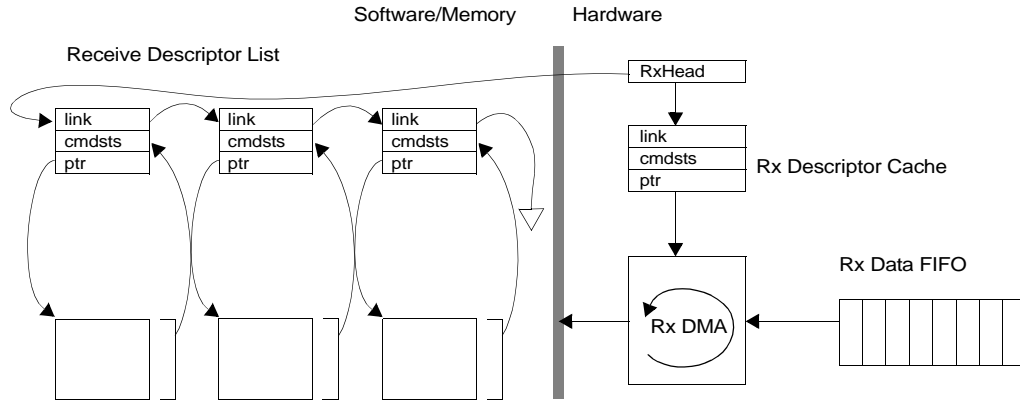 Software/Memory Hardware
Receive Descriptor List
RxHead
link
cmdsts
ptr
link
cmdsts
ptr
link
cmdsts
ptr
link
cmdsts
ptr
Rx Descriptor Cache
Rx Data FIFO
Rx DMA